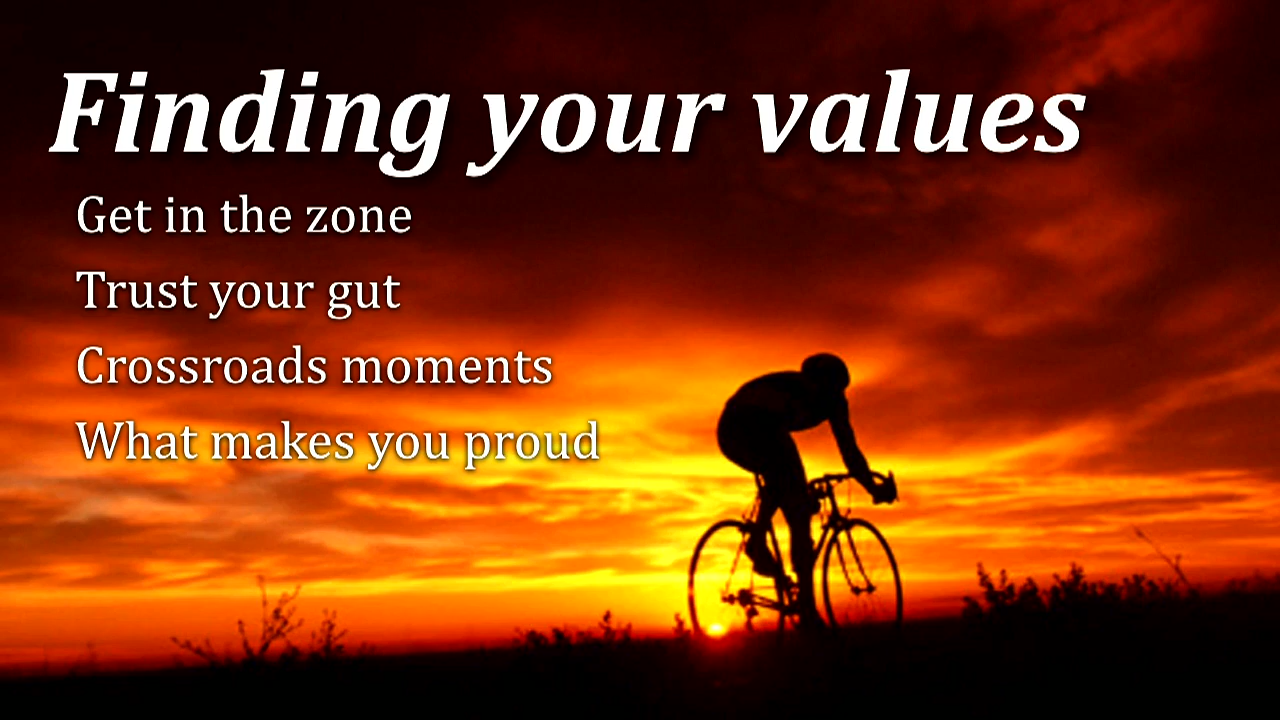 Finding your values
Get in the zone
Trust your gut
Crossroads moments
What makes you proud